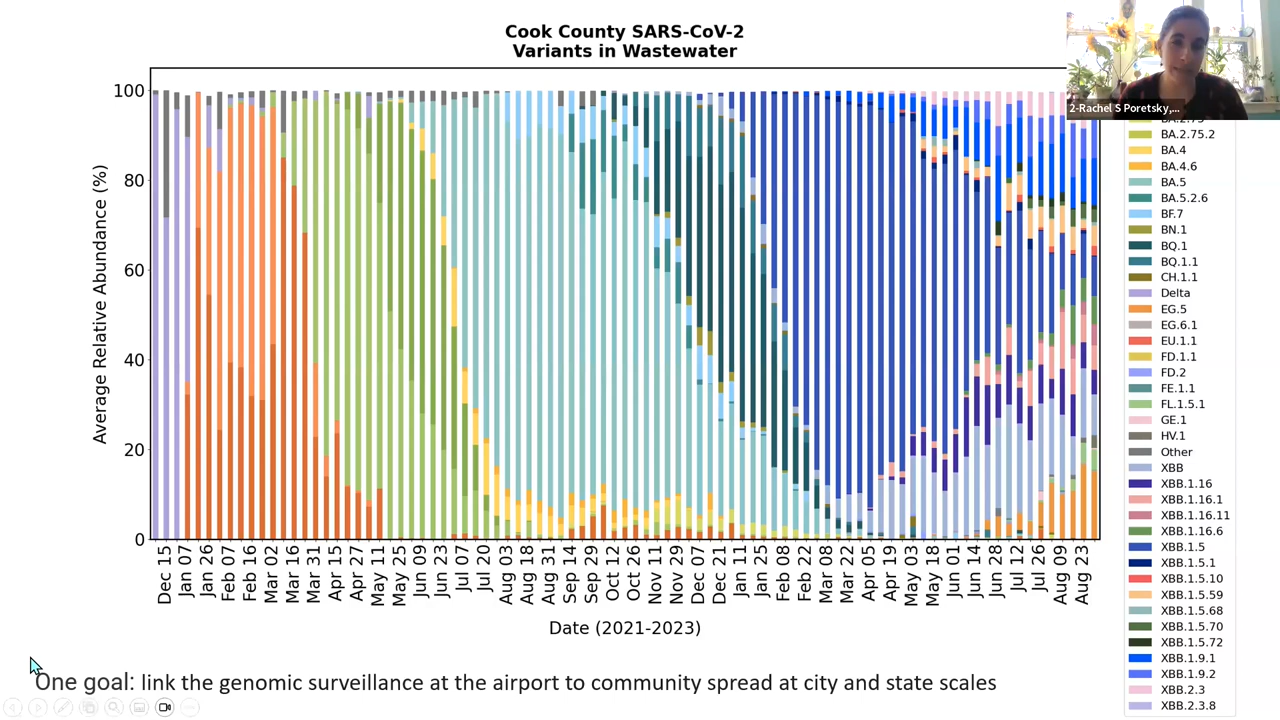 Cook County SARS-CoV-2
Variants in Wastewater
2-Rachel S Poretsky,...
100
80
60
40
20
0
Average Relative Abundance (%)
Dec 15
Jan 07
Jan 26
Feb 07
Feb 16
Mar 02
Mar 16
Mar 31
Apr 15
Apr 27
May 11
May 25
Jun 09
Jun 23
Jul 07
Jul 20
Aug 03
Aug 18
Aug 31
Sep 14
Sep 29
Oct 12
Oct 26
Nov 11
Nov 29
Dec 07
Dec 21
Jan 11
Jan 25
Feb 08
Feb 22
Mar 08
Mar 22
Apr 05
Apr 19
May 03
May 18
Jun 01
Jun 14
Jun 28
Jul 12
Jul 26
Aug 09
Aug 23
Date (2021-2023)
BA.2.75
BA.2.75.2
BA.4
BA.4.6
BA.5
BA.5.2.6
BF.7
BN.1
BQ.1
BQ.1.1
CH.1.1
Delta
EG.5
EG.6.1
EU.1.1
FD.1.1
FD.2
FE.1.1
FL.1.5.1
GE.1
HV.1
Other
XBB
XBB.1.16
XBB.1.16.1
XBB.1.16.11
XBB.1.16.6
XBB.1.5
XBB.1.5.1
XBB.1.5.10
XBB.1.5.59
XBB.1.5.68
XBB.1.5.70
XBB.1.5.72
XBB.1.9.1
XBB.1.9.2
XBB.2.3
XBB.2.3.8
One goal: link the genomic surveillance at the airport to community spread at city and state scales